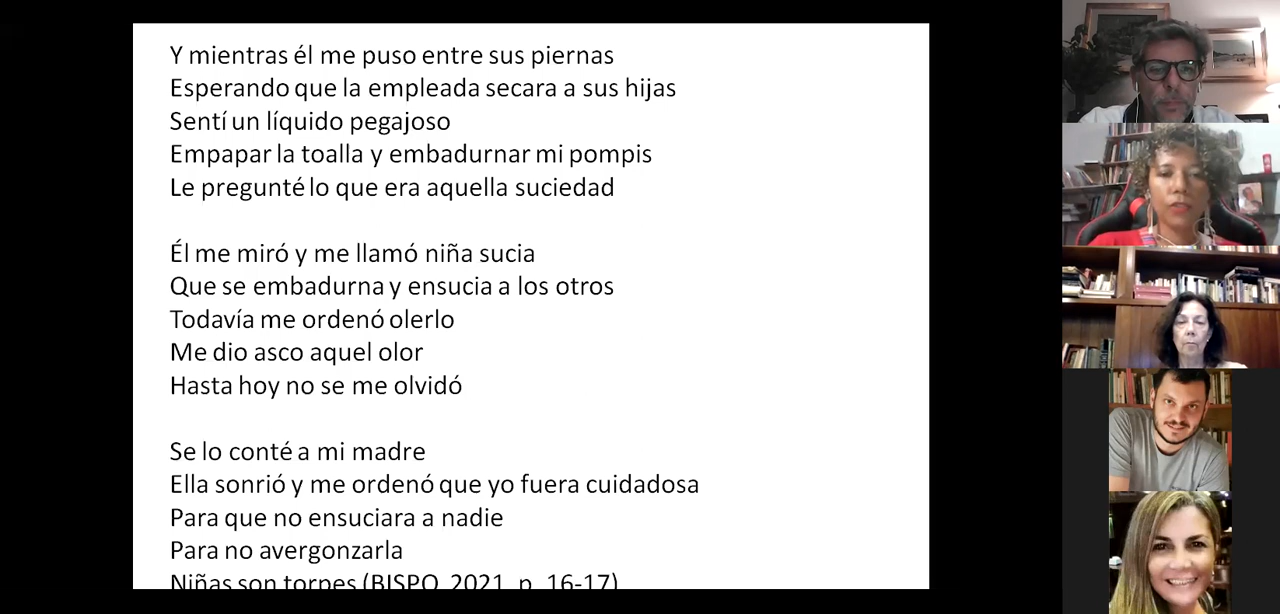 Y mientras él me puso entre sus piernas
Esperando que la empleada secara a sus hijas
Sentí un líquido pegajoso
Empapar la toalla y embadurnar mi pompis
Le pregunté lo que era aquella suciedad
Él me miró y me llamó niña sucia
Que se embadurna y ensucia a los otros
Todavía me ordenó olerlo
Me dio asco aquel olor
Hasta hoy no se me olvidó
Se lo conté a mi madre
Ella sonrió y me ordenó que yo fuera cuidadosa
Para que no ensuciara a nadie
Para no avergonzarla
Niñas son torpes (BISPO, 2021, p. 16-17)